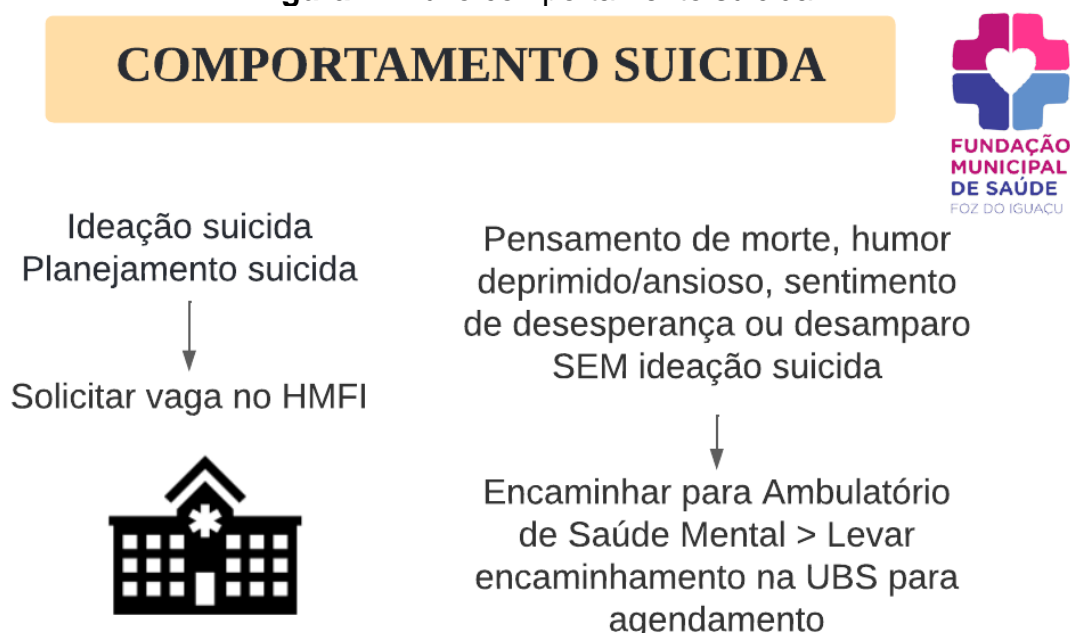 COMPORTAMENTO SUICIDA
FUNDAÇÃO
MUNICIPAL
DE SAÚDE
FOZ DO IGUAÇU
Ideação suicida
Planejamento suicida
Solicitar vaga no HMFI
Pensamento de morte, humor
deprimido/ansioso, sentimento
de desesperança ou desamparo
SEM ideação suicida
Encaminhar para Ambulatório
de Saúde Mental > Levar
encaminhamento na UBS para
agendamento